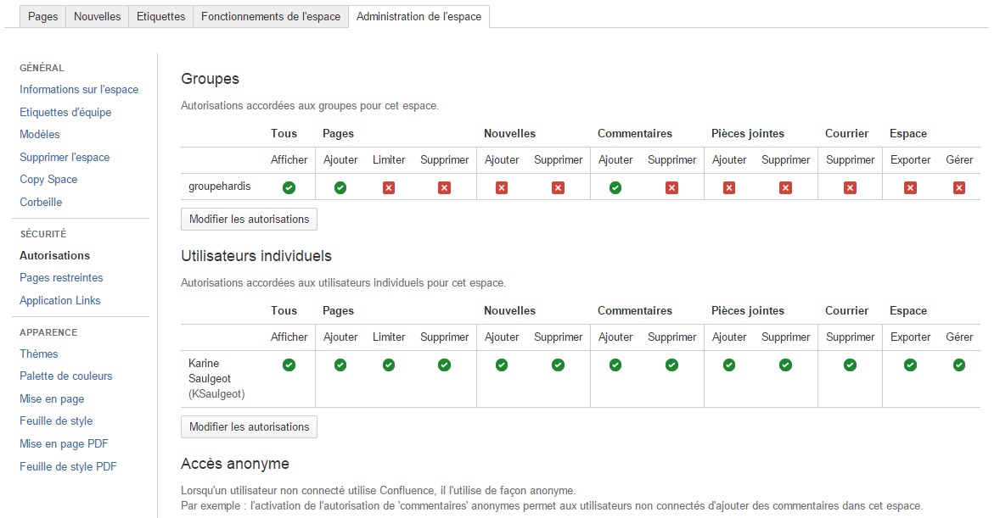 Pages Nouvelles Etiquettes Fonctionnements de l'espace Administration de l'espace
GÉNÉRAL
Informations sur l'espace
Etiquettes d'équipe
Modèles
Supprimer l'espace
Copy Space
Corbeille
SÉCURITÉ
Autorisations
Pages restreintes
Application Links
APPARENCE
Thèmes
Palette de couleurs
Mise en page
Feuille de style
Mise en page PDF
Feuille de style PDF
Groupes
Autorisations accordées aux groupes pour cet espace.
Tous Pages Nouvelles Commentaires Pièces jointes Courrier Espace
Afficher Ajouter Limiter Supprimer Ajouter Supprimer Ajouter Supprimer Ajouter Supprimer Supprimer Exporter Gérer
groupehardis
Modifier les autorisations
Utilisateurs individuels
Autorisations accordées aux utilisateurs individuels pour cet espace.
Tous Pages Nouvelles Commentaires Pièces jointes Courrier Espace
Afficher Ajouter Limiter Supprimer Ajouter Supprimer Ajouter Supprimer Ajouter Supprimer Supprimer Exporter Gérer
Karine
Saulgeot
(KSaulgeot)
Modifier les autorisations
Accès anonyme
Lorsqu'un utilisateur non connecté utilise Confluence, il l'utilise de façon anonyme.
Par exemple : l'activation de l'autorisation de 'commentaires' anonymes permet aux utilisateurs non connectés d'ajouter des commentaires dans cet espace.